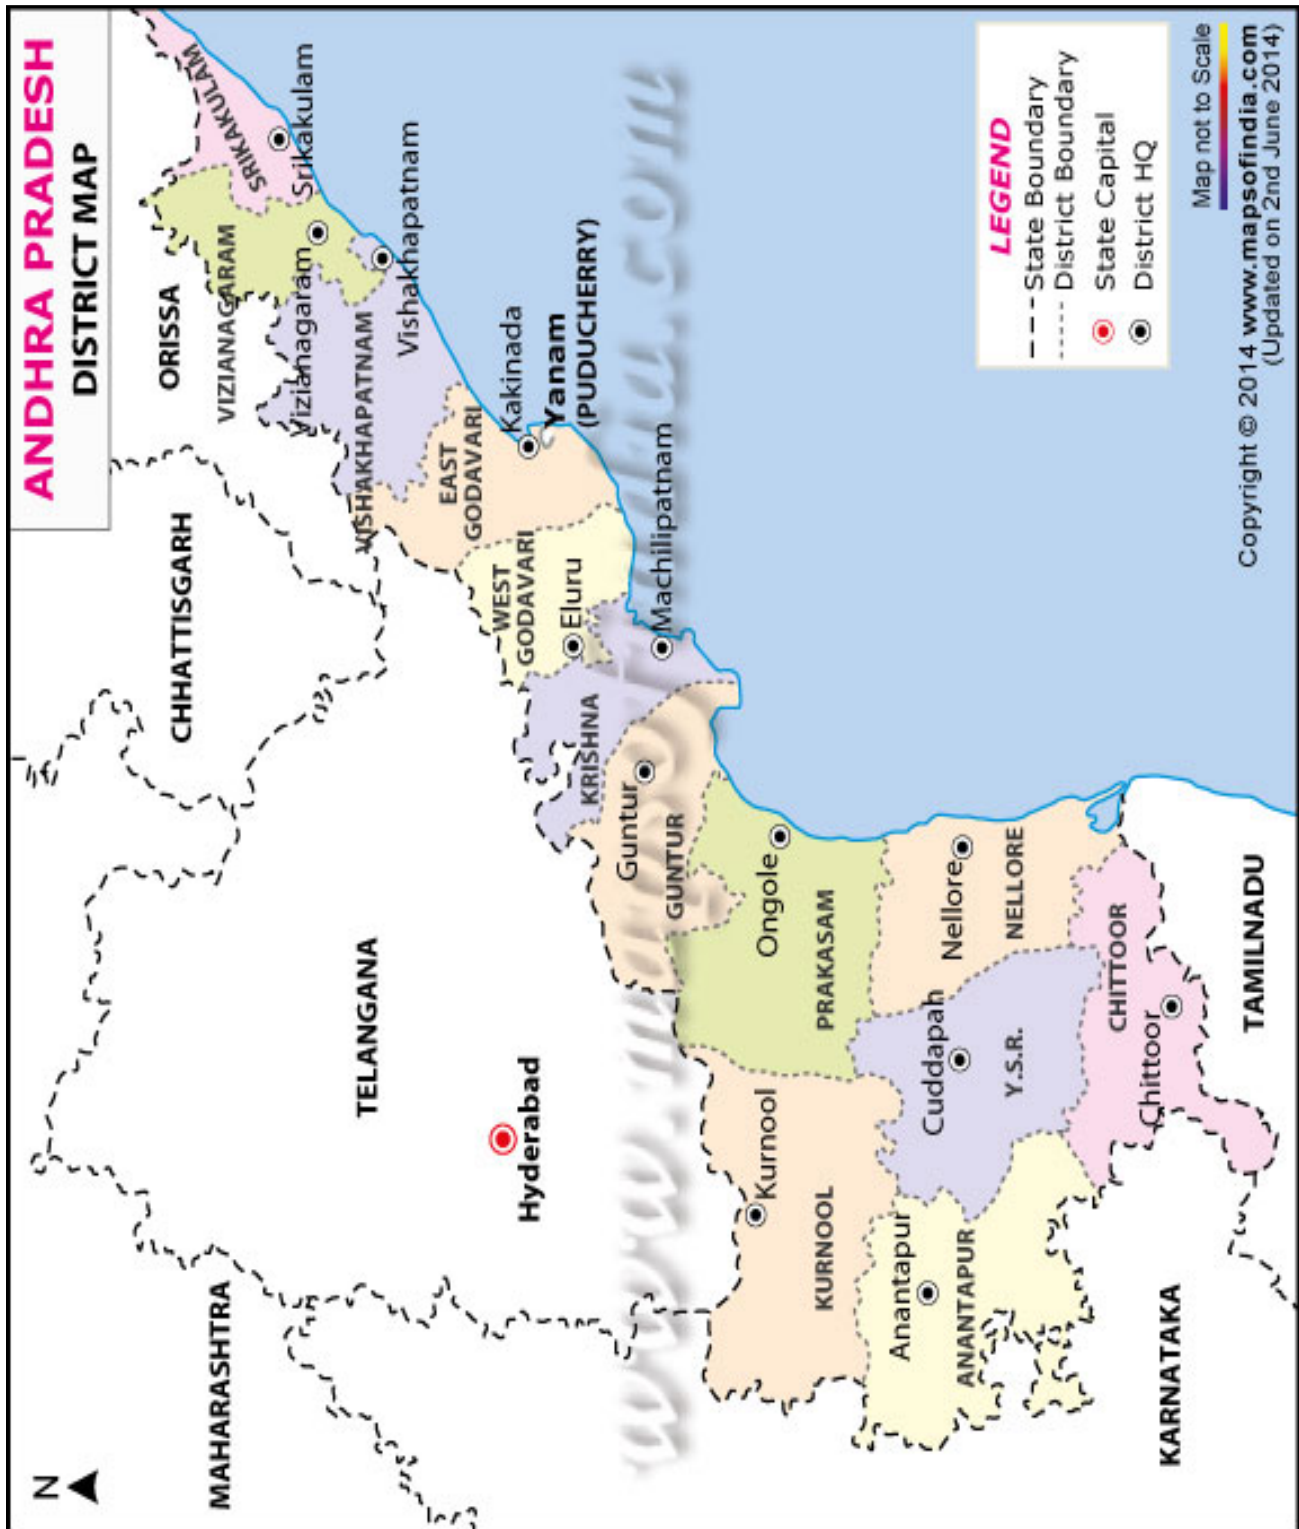 ANDHRA PRADESH
DISTRICT MAP
N
MAHARASHTRA
CHHATTISGARH
ORISSA
SRIKAKULAM
Srikakulam
VIZIANAGARAM
Vizianagaram
VISHAKHAPATNAM
Vishakhapatnam
TELANGANA
Hyderabad
EAST
GODAVARI
Kakinada
Yanam
(PUDUCHERRY)
WEST
GODAVARI
Eluru
KRISHNA
Machilipatnam
Guntur
GUNTUR
Kurnool
KURNOOL
Ongole
PRAKASAM
Anantapur
ANANTAPUR
Cuddapah
Y.S.R.
Nellore
NELLORE
CHITTOOR
Chittoor
KARNATAKA
TAMILNADU
LEGEND
State Boundary
District Boundary
State Capital
District HQ
Map not to Scale
Copyright © 2014 www.mapsofindia.com
(Updated on 2nd June 2014)